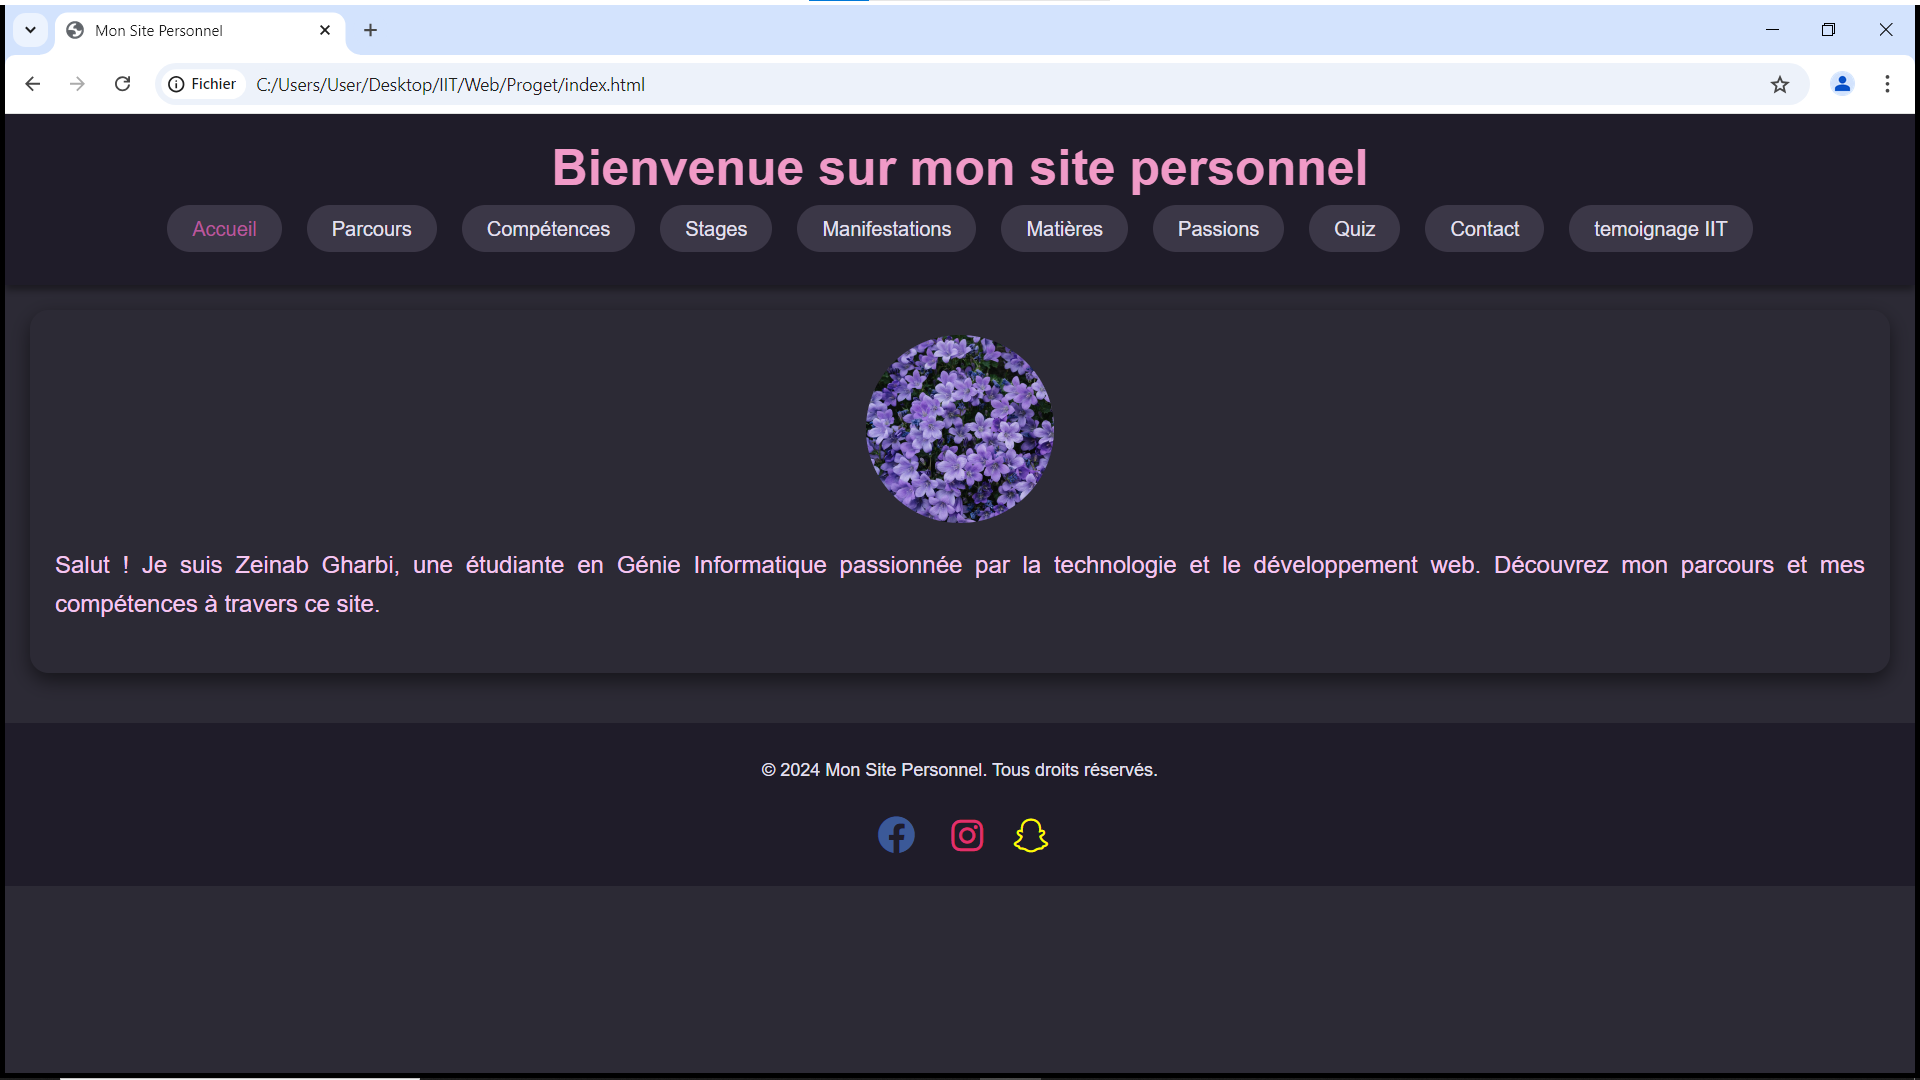 Mon Site Personnel
Fichier C:/Users/User/Desktop/IIT/Web/Proget/index.html
Bienvenue sur mon site personnel
Accueil Parcours Compétences Stages Manifestations Matières Passions Quiz Contact temoignage IIT
Salut ! Je suis Zeinab Gharbi, une étudiante en Génie Informatique passionnée par la technologie et le développement web. Découvrez mon parcours et mes
compétences à travers ce site.
© 2024 Mon Site Personnel. Tous droits réservés.